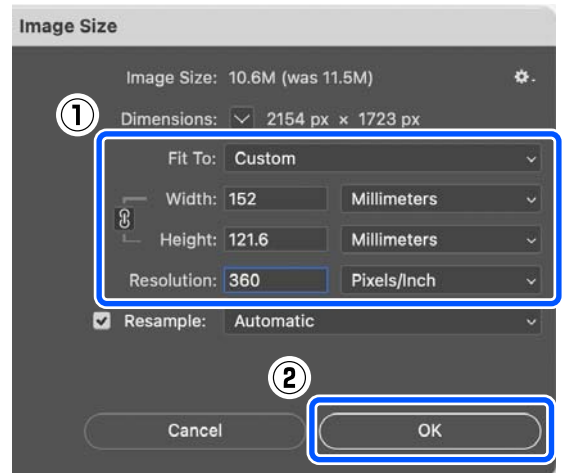 Image Size
Image Size: 10.6M (was 11.5M)
①
Dimensions: 2154 px × 1723 px
Fit To: Custom
Width: 152 Millimeters
Height: 121.6 Millimeters
Resolution: 360 Pixels/Inch
Resample: Automatic
②
Cancel OK